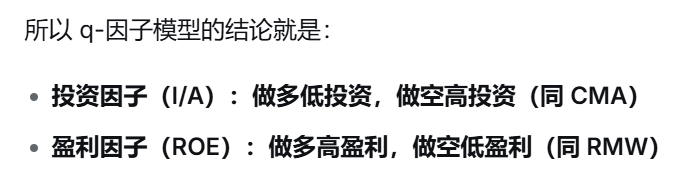 所以 q-因子模型的结论就是：
• 投资因子（I/A）：做多低投资，做空高投资（同 CMA）
• 盈利因子（ROE）：做多高盈利，做空低盈利（同 RMW）